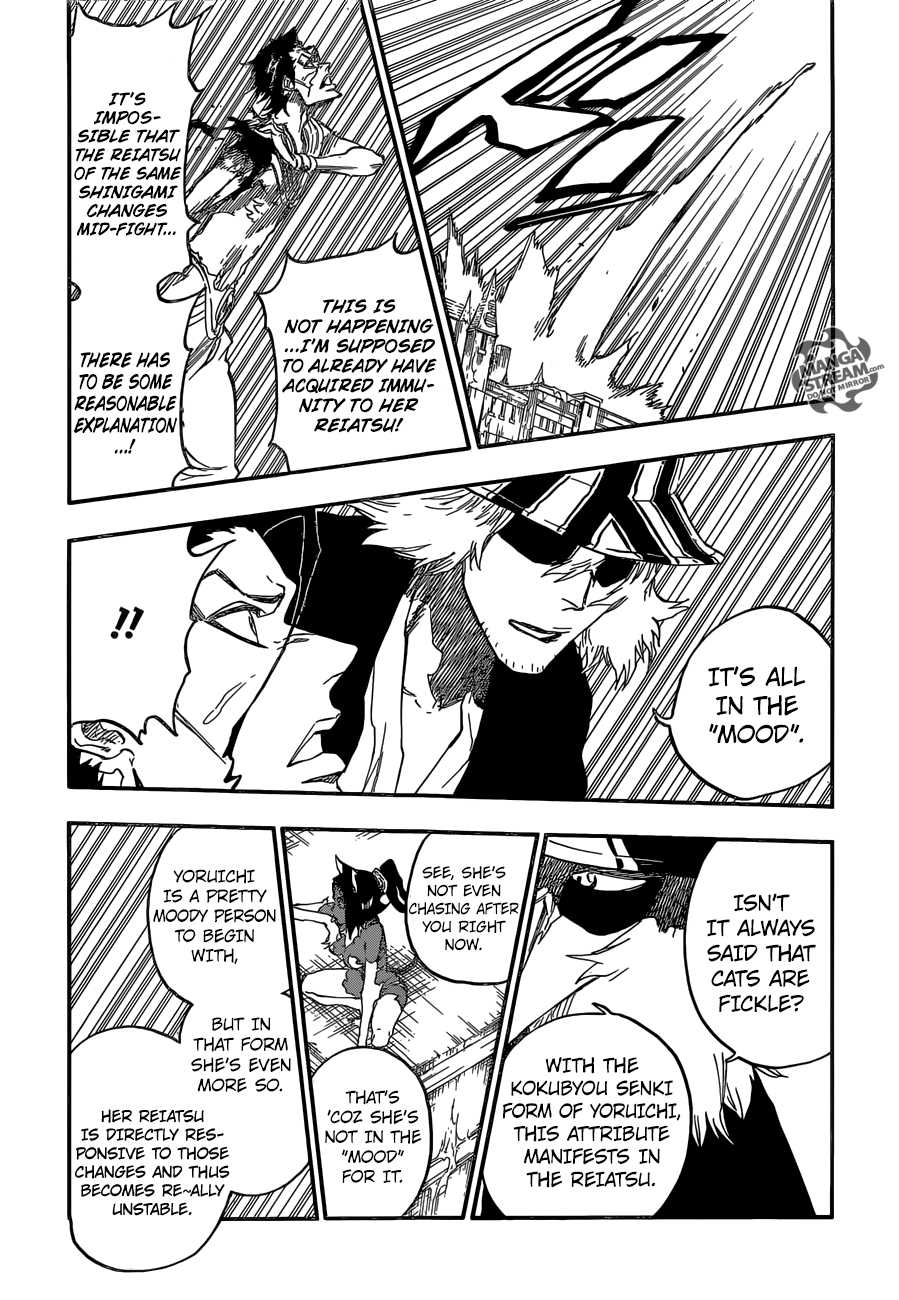 THIS IS
NOT HAPPENING
...I'M SUPPOSED
TO ALREADY HAVE
ACQUIRED IMMU-
NITY TO HER
REIATSU!
IT'S
IMPOS-
SIBLE THAT
THE REIATSU
OF THE SAME
SHINIGAMI
CHANGES
MID-FIGHT...
THERE HAS
TO BE SOME
REASONABLE
EXPLANATION
...!
MANGA
STREAM.com
DO NOT MIRROR
IT'S ALL
IN THE
"MOOD".
!!
ISN'T
IT ALWAYS
SAID THAT
CATS ARE
FICKLE?
WITH THE
KOKUBYOU SENKI
FORM OF YORUICHI,
THIS ATTRIBUTE
MANIFESTS IN
THE REIATSU.
SEE, SHE'S
NOT EVEN
CHASING AFTER
YOU RIGHT
NOW.
THAT'S
'COZ SHE'S
NOT IN THE
"MOOD"
FOR IT.
YORUICHI
IS A PRETTY
MOODY PERSON
TO BEGIN
WITH,
BUT IN
THAT FORM
SHE'S EVEN
MORE SO.
HER REIATSU
IS DIRECTLY RES-
PONSIVE TO THOSE
CHANGES AND THUS
BECOMES RE~ALLY
UNSTABLE.